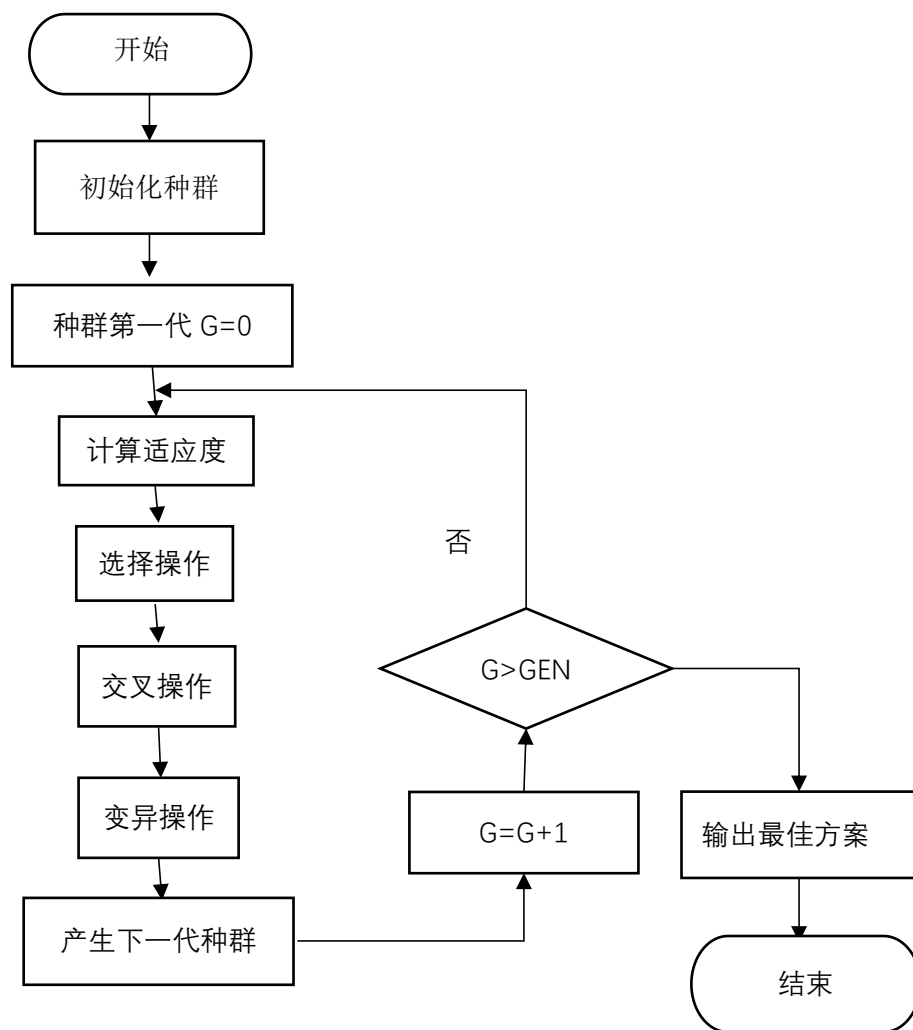 开始
初始化种群
种群第一代 G=0
计算适应度
选择操作
交叉操作
变异操作
产生下一代种群
G=G+1
G>GEN
否
输出最佳方案
结束